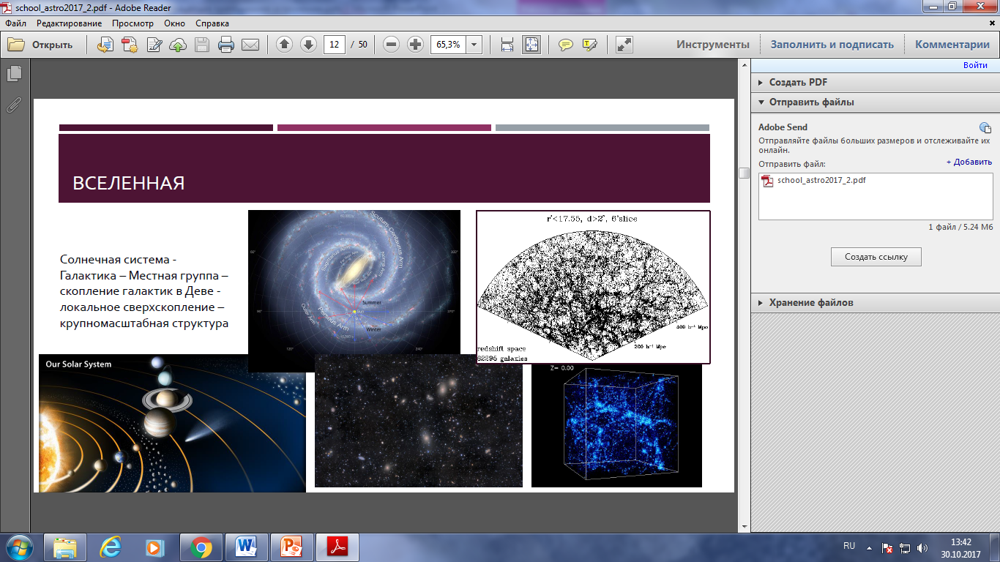 school_astro2017_2.pdf - Adobe Reader
Файл Редактирование Просмотр Окно Справка
Открыть 12 / 50 65,3% Инструменты Заполнить и подписать Комментарии
Войти
Создать PDF
Отправить файлы
Adobe Send
Отправляйте файлы больших размеров и отслеживайте их
онлайн.
Отправить файл: + Добавить
school_astro2017_2.pdf
1 файл / 5.24 Мб
Создать ссылку
Хранение файлов
ВСЕЛЕННАЯ
Солнечная система -
Галактика – Местная группа –
скопление галактик в Деве -
локальное сверхскопление –
крупномасштабная структура
Scutum-Centaurus Arm
Sagittarius Arm
Norma Arm
Outer Arm
Perseus Arm
Sun
Summer
Winter
r<17.55, d>2", 6°slice
400 h⁻¹ Mpc
200 h⁻¹ Mpc
redshift space
62295 galaxies
Our Solar System
Z= 0.00
RU
13:42
30.10.2017